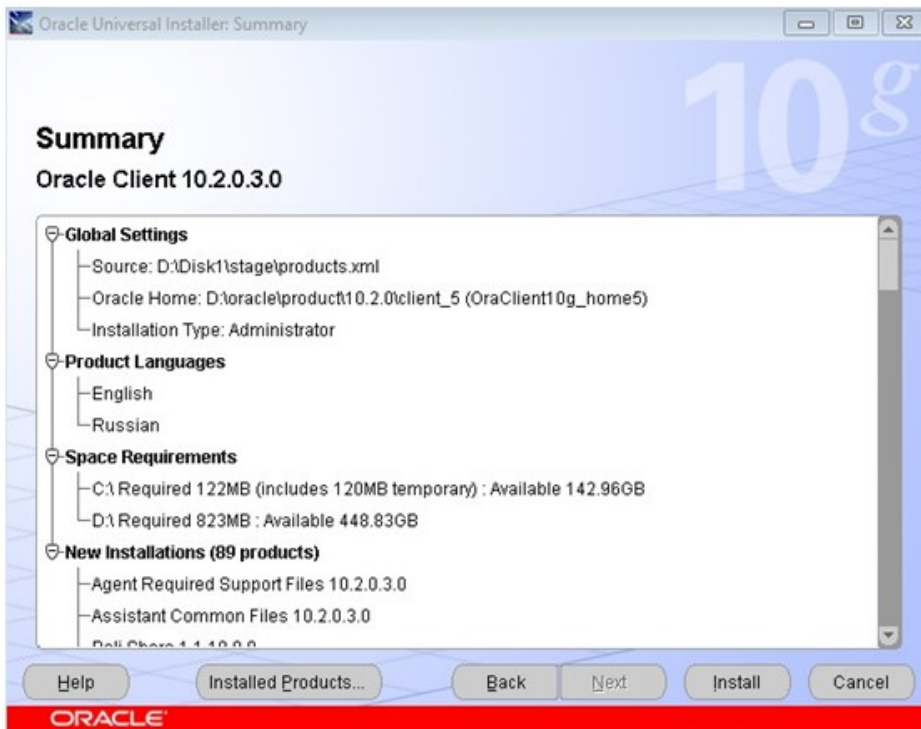 Oracle Universal Installer: Summary
10g
Summary
Oracle Client 10.2.0.3.0
Global Settings
Source: D:\Disk1\stage\products.xml
Oracle Home: D:\oracle\product\10.2.0\client_5 (OraClient10g_home5)
Installation Type: Administrator
Product Languages
English
Russian
Space Requirements
C:\ Required 122MB (includes 120MB temporary) : Available 142.96GB
D:\ Required 823MB : Available 448.83GB
New Installations (89 products)
Agent Required Support Files 10.2.0.3.0
Assistant Common Files 10.2.0.3.0
Help
Installed Products...
Back
Next
Install
Cancel
ORACLE